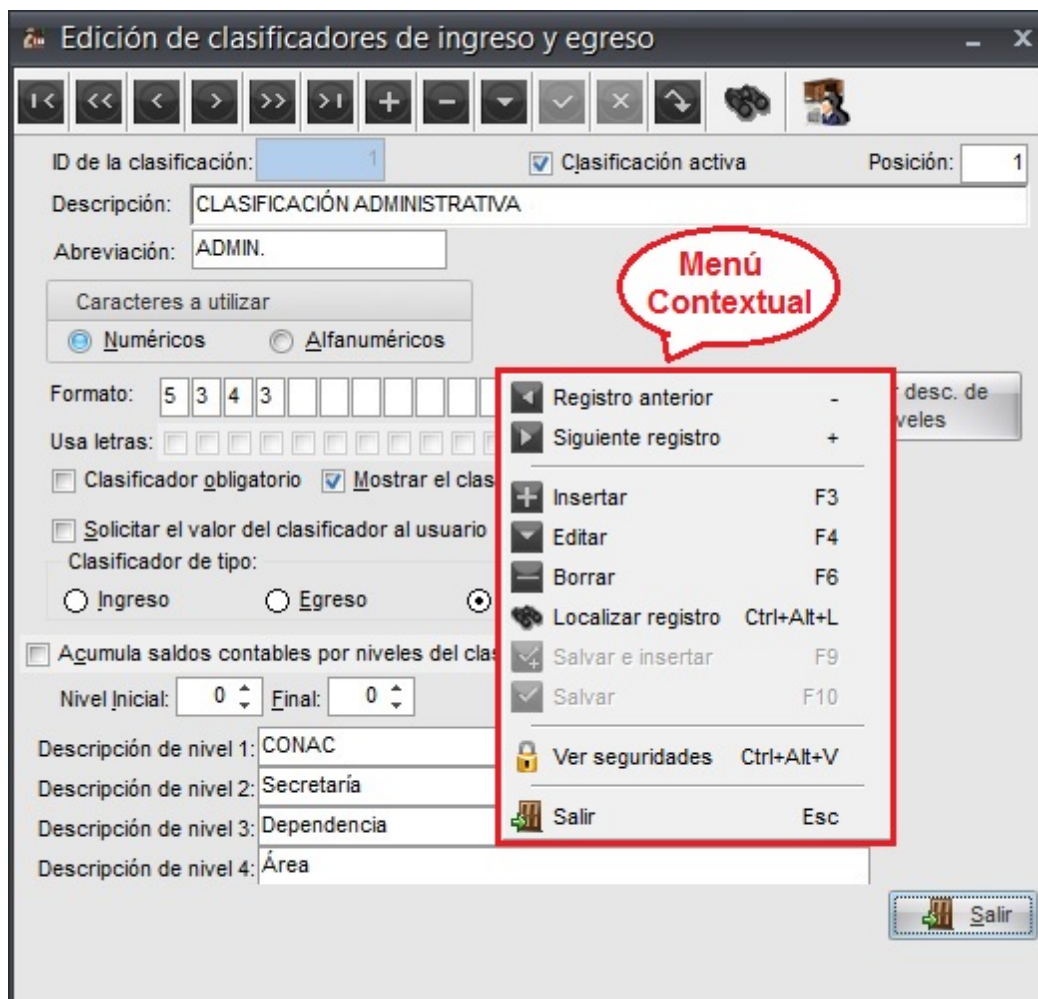 Edición de clasificadores de ingreso y egreso
ID de la clasificación: 1 Clasificación activa Posición: 1
Descripción: CLASIFICACIÓN ADMINISTRATIVA
Abreviación: ADMIN.
Menú
Contextual
Caracteres a utilizar
Numéricos Alfanuméricos
Formato: 5 3 4 3
desc. de
Usa letras:
Clasificador obligatorio Mostrar el clas
Solicitar el valor del clasificador al usuario
Clasificador de tipo:
Ingreso Egreso
Acumula saldos contables por niveles del clas
Nivel Inicial: 0 Final: 0
Descripción de nivel 1: CONAC
Descripción de nivel 2: Secretaría
Descripción de nivel 3: Dependencia
Descripción de nivel 4: Área
Registro anterior -
Siguiente registro +
Insertar F3
Editar F4
Borrar F6
Localizar registro Ctrl+Alt+L
Salvar e insertar F9
Salvar F10
Ver seguridades Ctrl+Alt+V
Salir Esc
Salir